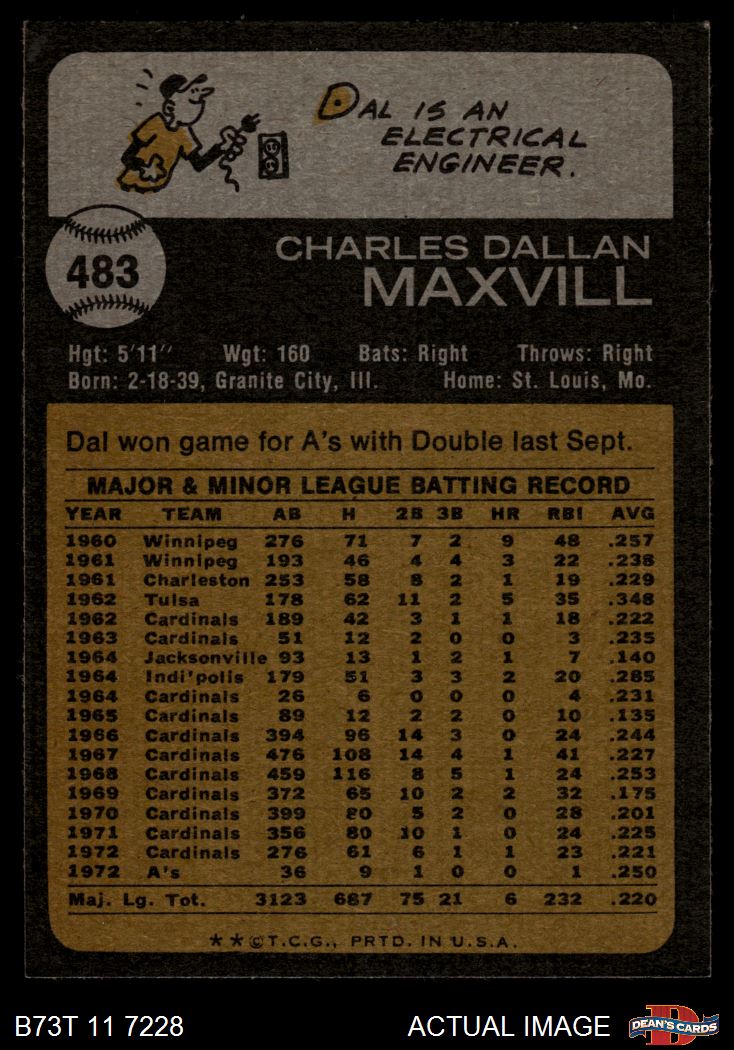 DAL IS AN
ELECTRICAL
ENGINEER.
483
CHARLES DALLAN
MAXVILL
Hgt: 5'11" Wgt: 160 Bats: Right Throws: Right
Born: 2-18-39, Granite City, Ill. Home: St. Louis, Mo.
Dal won game for A's with Double last Sept.
MAJOR & MINOR LEAGUE BATTING RECORD
YEAR TEAM AB H 2B 3B HR RBI AVG
1960 Winnipeg 276 71 7 2 9 48 .257
1961 Winnipeg 193 46 4 4 3 22 .238
1961 Charleston 253 58 8 2 1 19 .229
1962 Tulsa 178 62 11 2 5 35 .348
1962 Cardinals 189 42 3 1 1 18 .222
1963 Cardinals 51 12 2 0 0 3 .235
1964 Jacksonville 93 13 1 2 1 7 .140
1964 Indi'polis 179 51 3 3 2 20 .285
1964 Cardinals 26 6 0 0 0 4 .231
1965 Cardinals 89 12 2 2 0 10 .135
1966 Cardinals 394 96 14 3 0 24 .244
1967 Cardinals 476 108 14 4 1 41 .227
1968 Cardinals 459 116 8 5 1 24 .253
1969 Cardinals 372 65 10 2 2 32 .175
1970 Cardinals 399 80 5 2 0 28 .201
1971 Cardinals 356 80 10 1 0 24 .225
1972 Cardinals 276 61 6 1 1 23 .221
1972 A's 36 9 1 0 0 1 .250
Maj. Lg. Tot. 3123 687 75 21 6 232 .220
**©T.C.G., PRTD. IN U.S.A.
B73T 11 7228 ACTUAL IMAGE DEAN'S CARDS